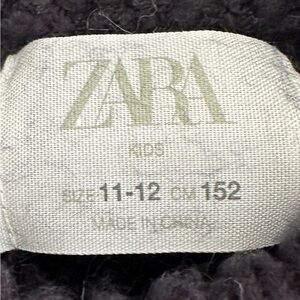 ZARA
KIDS
SIZE 11-12 CM 152
MADE IN CHINA